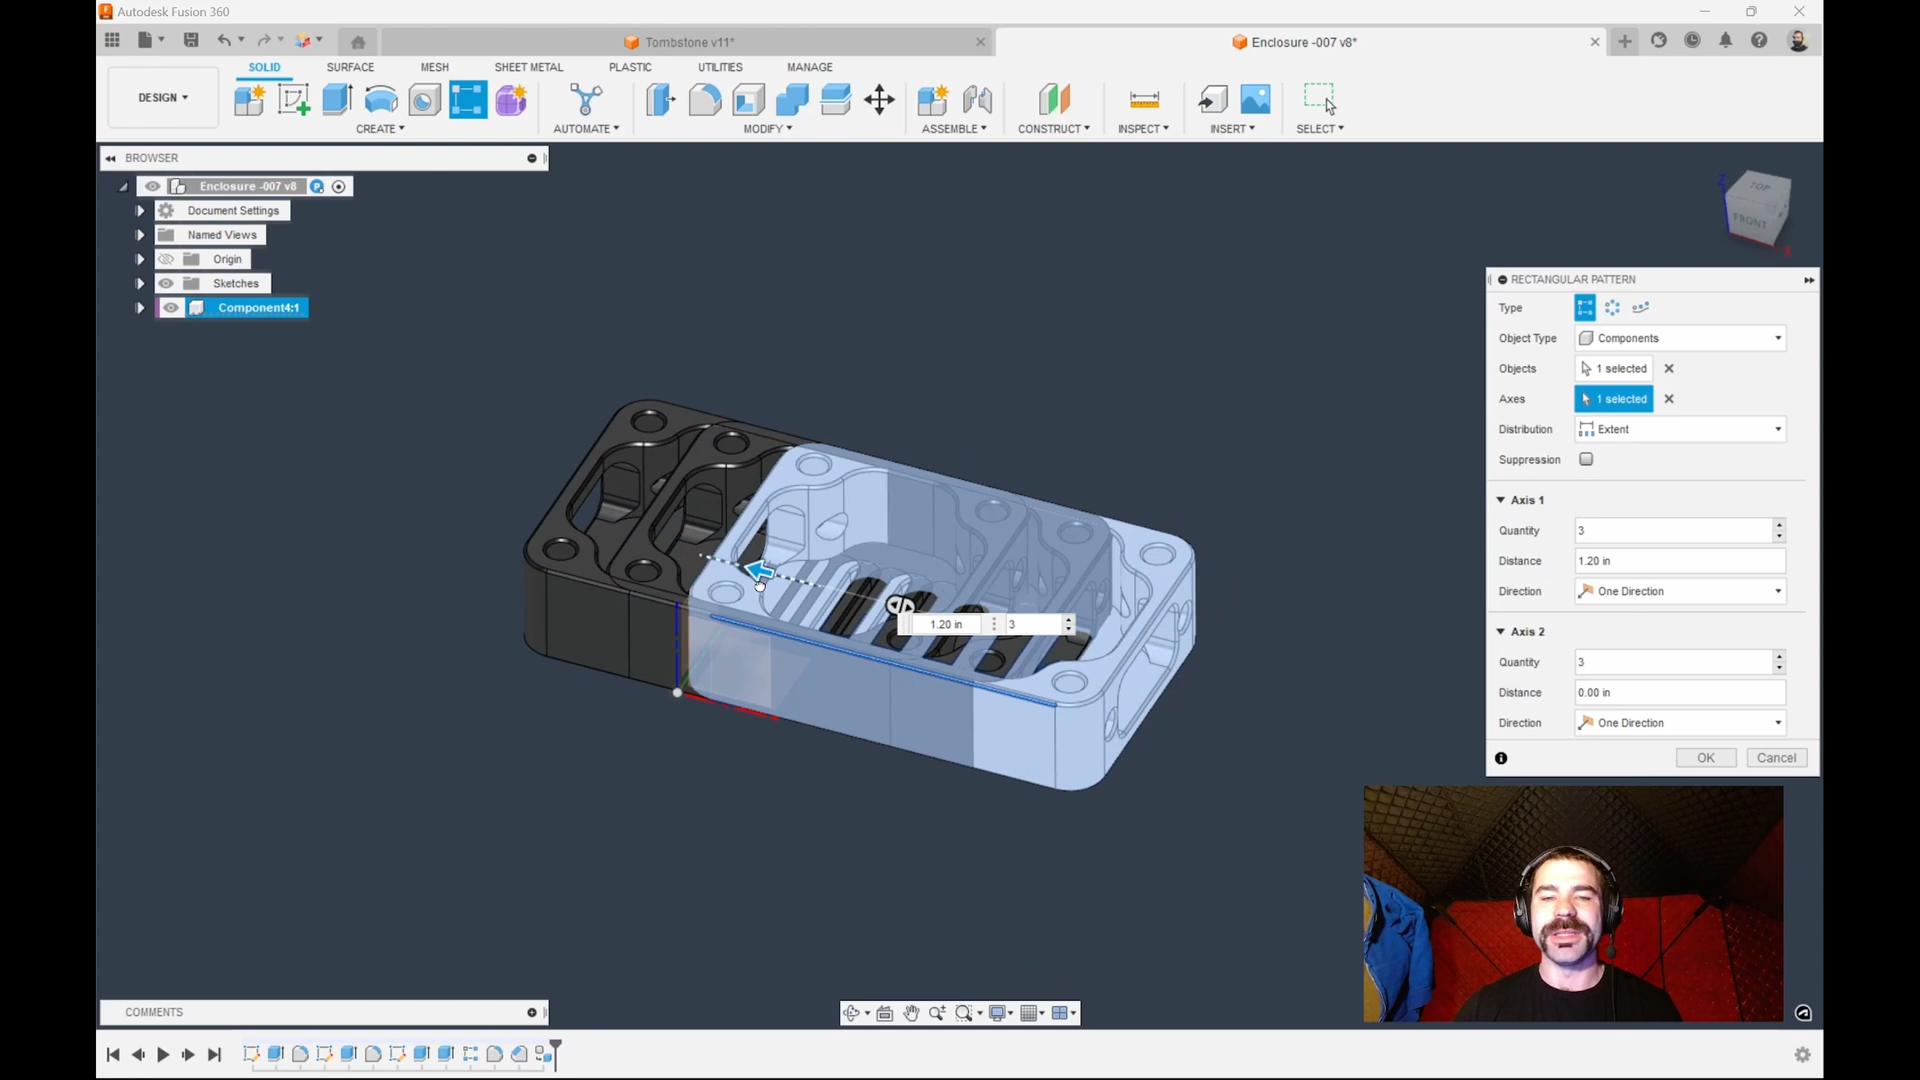 Autodesk Fusion 360
Tombstone v11*
Enclosure -007 v8*
DESIGN
SOLID
SURFACE
MESH
SHEET METAL
PLASTIC
UTILITIES
MANAGE
CREATE
AUTOMATE
MODIFY
ASSEMBLE
CONSTRUCT
INSPECT
INSERT
SELECT
BROWSER
Enclosure -007 v8
Document Settings
Named Views
Origin
Sketches
Component4:1
Z
TOP
FRONT
X
RECTANGULAR PATTERN
Type
Object Type Components
Objects 1 selected
Axes 1 selected
Distribution Extent
Suppression
Axis 1
Quantity 3
Distance 1.20 in
Direction One Direction
Axis 2
Quantity 3
Distance 0.00 in
Direction One Direction
OK Cancel
1.20 in 3
COMMENTS